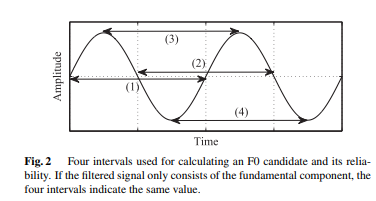 (3)
(2)
(1)
(4)
Amplitude
Time
Fig. 2 Four intervals used for calculating an F0 candidate and its relia-
bility. If the filtered signal only consists of the fundamental component, the
four intervals indicate the same value.